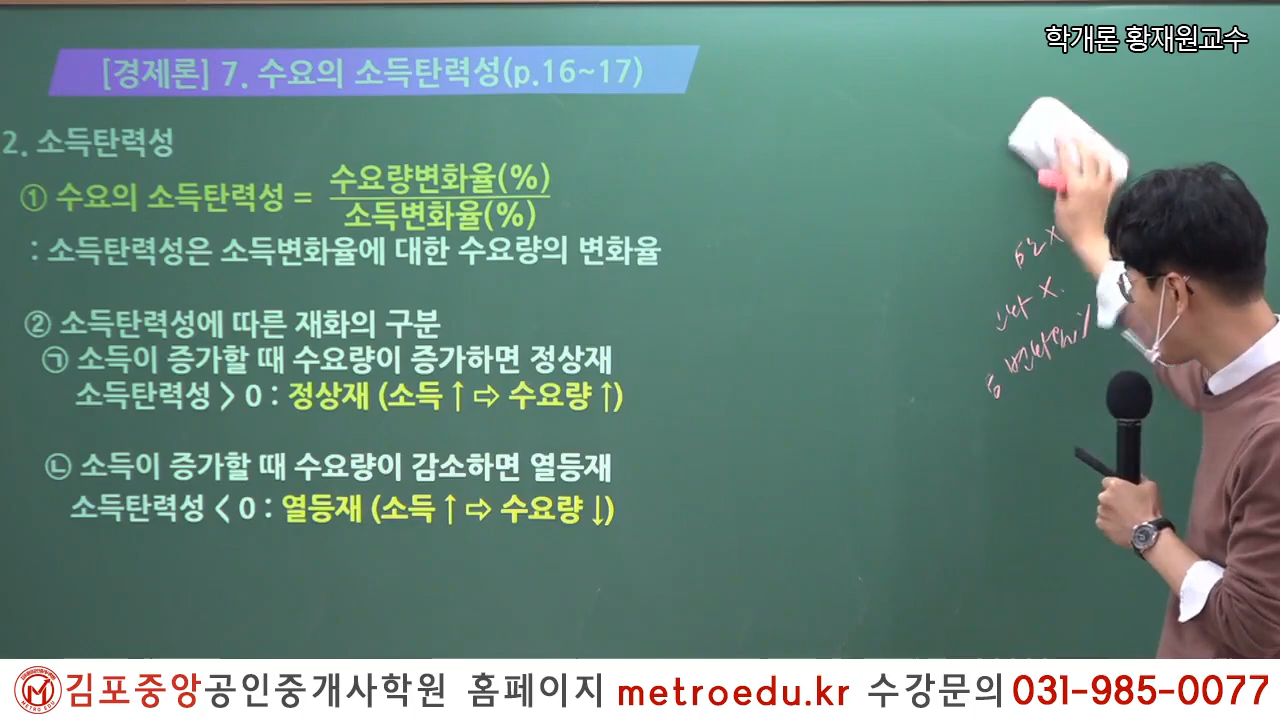 학개론 황재원교수
[경제론] 7. 수요의 소득탄력성(p.16~17)
2. 소득탄력성
① 수요의 소득탄력성 = 수요량변화율(%)
소득변화율(%)
: 소득탄력성은 소득변화율에 대한 수요량의 변화율
② 소득탄력성에 따른 재화의 구분
㉠ 소득이 증가할 때 수요량이 증가하면 정상재
소득탄력성 > 0 : 정상재 (소득↑⇨ 수요량↑)
㉡ 소득이 증가할 때 수요량이 감소하면 열등재
소득탄력성 < 0 : 열등재 (소득↑⇨ 수요량↓)
김포중앙공인중개사학원 홈페이지 metroedu.kr 수강문의 031-985-0077